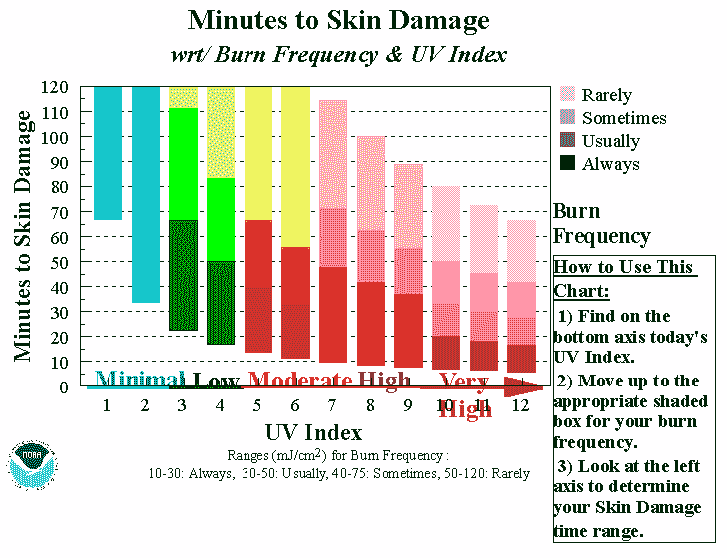 Minutes to Skin Damage
wrt/ Burn Frequency & UV Index
Minutes to Skin Damage
120
110
100
90
80
70
60
50
40
30
20
10
0
Minimal Low Moderate High Very High
1 2 3 4 5 6 7 8 9 10 11 12
UV Index
Ranges (mJ/cm2) for Burn Frequency :
10-30: Always, 20-50: Usually, 40-75: Sometimes, 50-120: Rarely
NOAA
Rarely
Sometimes
Usually
Always
Burn
Frequency
How to Use This
Chart:
1) Find on the
bottom axis today's
UV Index.
2) Move up to the
appropriate shaded
box for your burn
frequency.
3) Look at the left
axis to determine
your Skin Damage
time range.